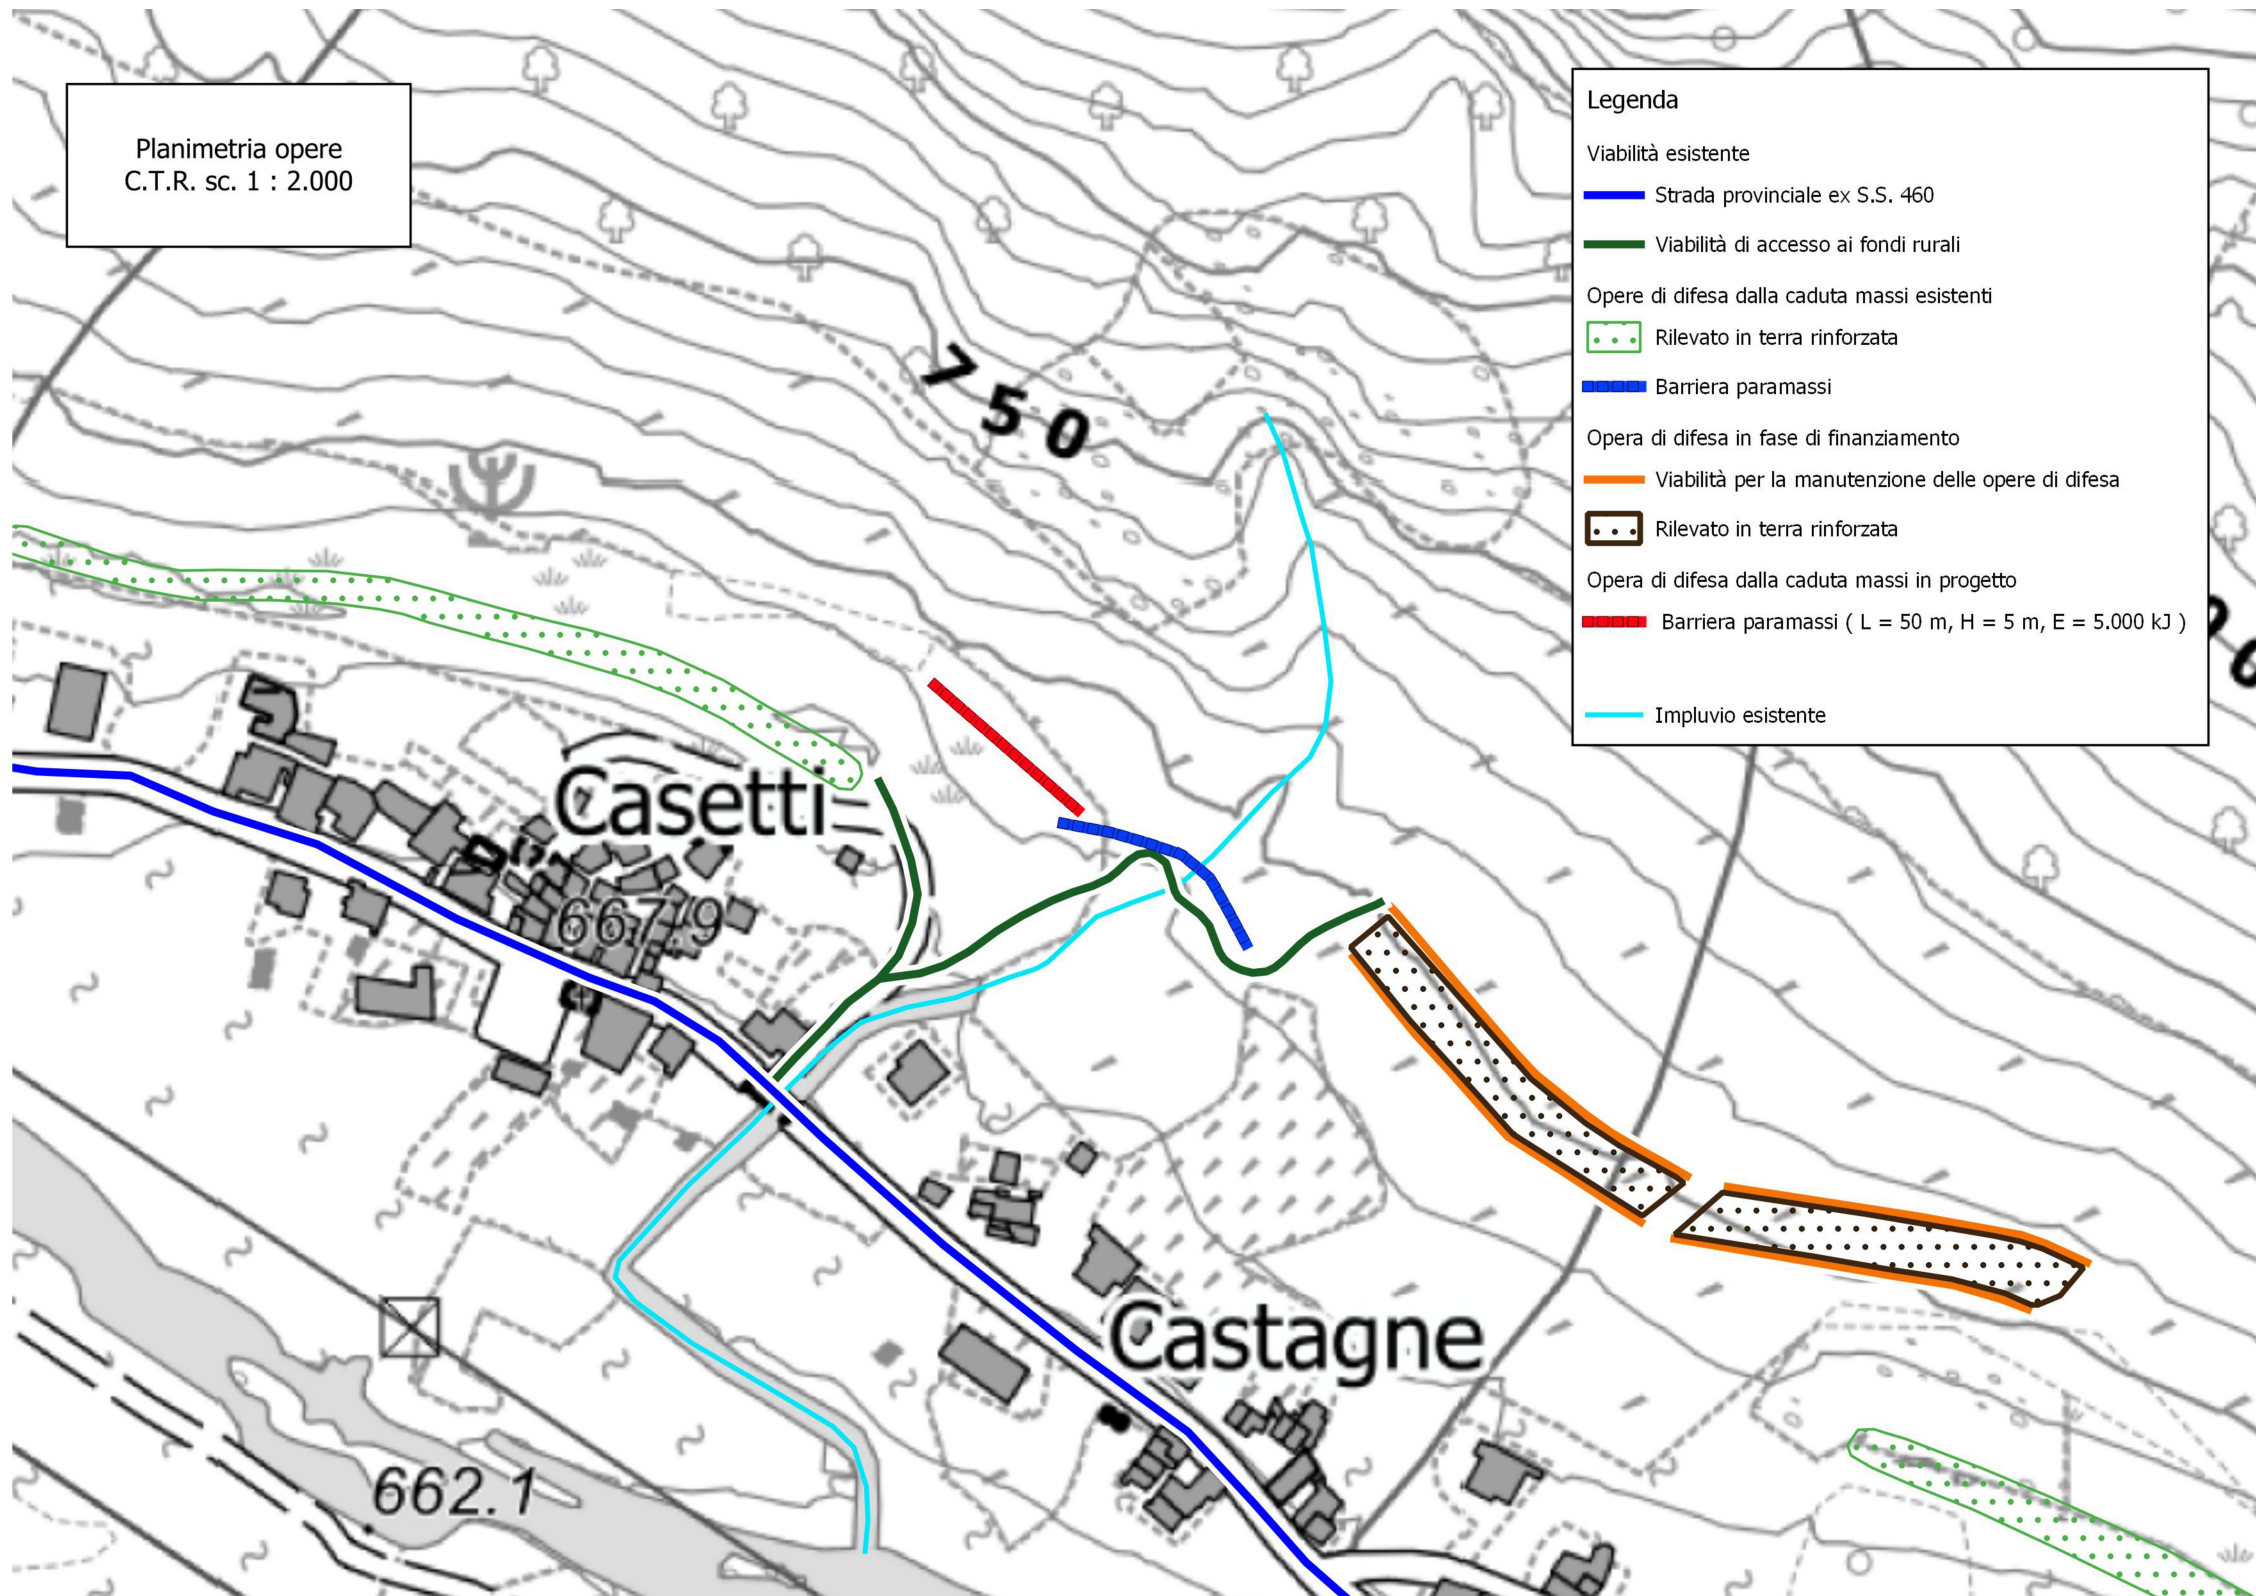 Planimetria opere
C.T.R. sc. 1 : 2.000
Legenda
Viabilità esistente
Strada provinciale ex S.S. 460
Viabilità di accesso ai fondi rurali
Opere di difesa dalla caduta massi esistenti
Rilevato in terra rinforzata
Barriera paramassi
Opera di difesa in fase di finanziamento
Viabilità per la manutenzione delle opere di difesa
Rilevato in terra rinforzata
Opera di difesa dalla caduta massi in progetto
Barriera paramassi ( L = 50 m, H = 5 m, E = 5.000 kJ )
Impluvio esistente
750
Casetti
667.9
Castagne
662.1